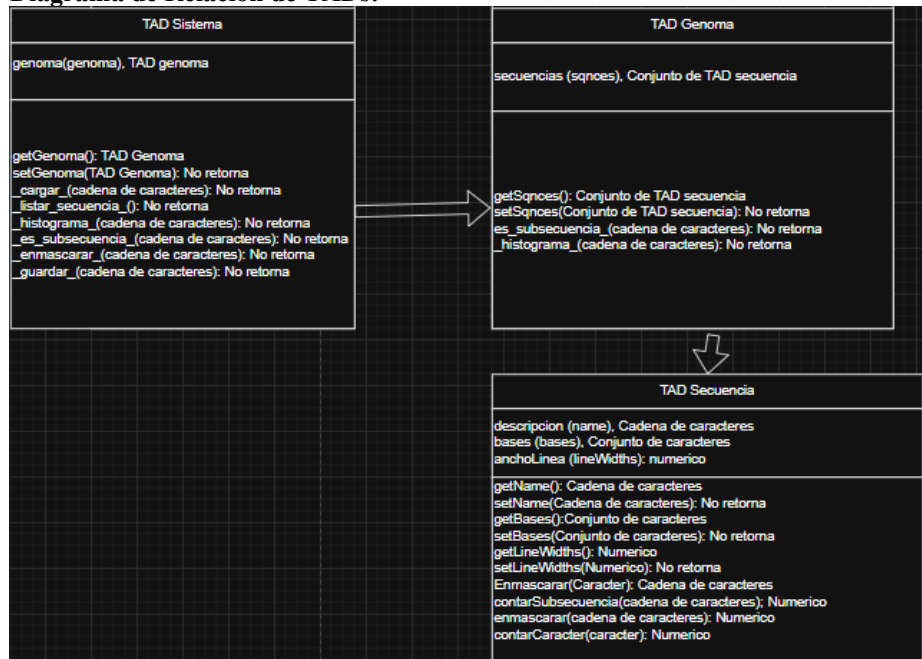 Diagrama de Relación de TADs:
TAD Sistema
genoma(genoma), TAD genoma
getGenoma(): TAD Genoma
setGenoma(TAD Genoma): No retorna
_cargar_(cadena de caracteres): No retorna
_listar_secuencia_(): No retorna
_histograma_(cadena de caracteres): No retorna
_es_subsecuencia_(cadena de caracteres): No retorna
_enmascarar_(cadena de caracteres): No retorna
_guardar_(cadena de caracteres): No retorna
TAD Genoma
secuencias (sqnces), Conjunto de TAD secuencia
getSqnces(): Conjunto de TAD secuencia
setSqnces(Conjunto de TAD secuencia): No retorna
es_subsecuencia_(cadena de caracteres): No retorna
_histograma_(cadena de caracteres): No retorna
TAD Secuencia
descripcion (name), Cadena de caracteres
bases (bases), Conjunto de caracteres
anchoLinea (lineWidths): numerico
getName(): Cadena de caracteres
setName(Cadena de caracteres): No retorna
getBases():Conjunto de caracteres
setBases(Conjunto de caracteres): No retorna
getLineWidths(): Numerico
setLineWidths(Numerico): No retorna
Enmascarar(Caracter): Cadena de caracteres
contarSubsecuencia(cadena de caracteres); Numerico
enmascarar(cadena de caracteres): Numerico
contarCaracter(caracter): Numerico